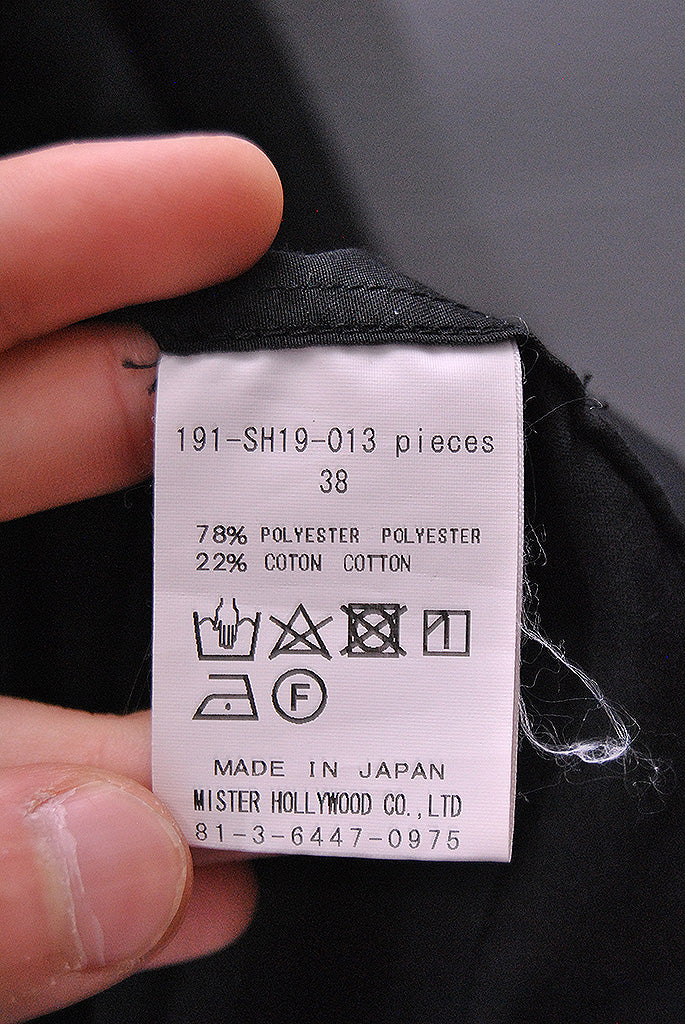 191-SH19-013 pieces
38
78% POLYESTER POLYESTER
22% COTON COTTON
F
MADE IN JAPAN
MISTER HOLLYWOOD CO.,LTD
81-3-6447-0975